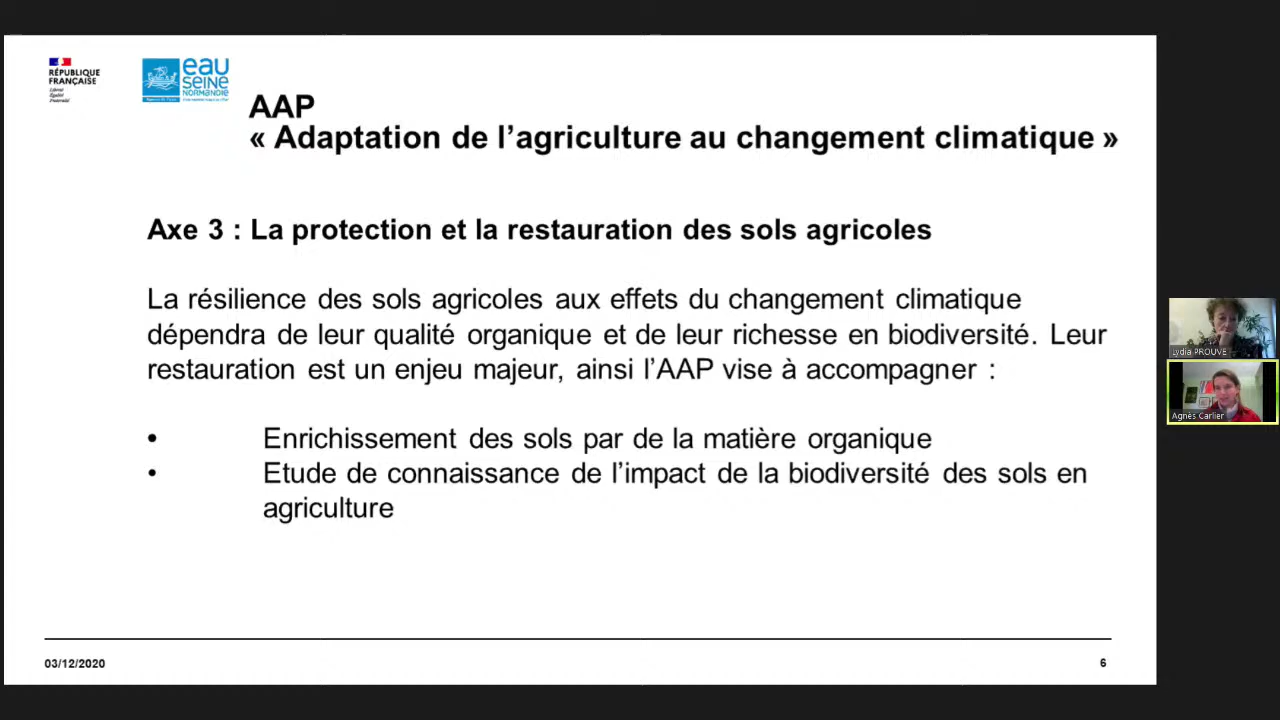 RÉPUBLIQUE
FRANÇAISE
Liberté
Égalité
Fraternité
eau
SEINE
NORMANDIE
AAP
« Adaptation de l’agriculture au changement climatique »
Axe 3 : La protection et la restauration des sols agricoles
La résilience des sols agricoles aux effets du changement climatique
dépendra de leur qualité organique et de leur richesse en biodiversité. Leur
restauration est un enjeu majeur, ainsi l’AAP vise à accompagner :
• Enrichissement des sols par de la matière organique
• Etude de connaissance de l’impact de la biodiversité des sols en
agriculture
03/12/2020
6
Lydia PROUVE
Agnès Carlier